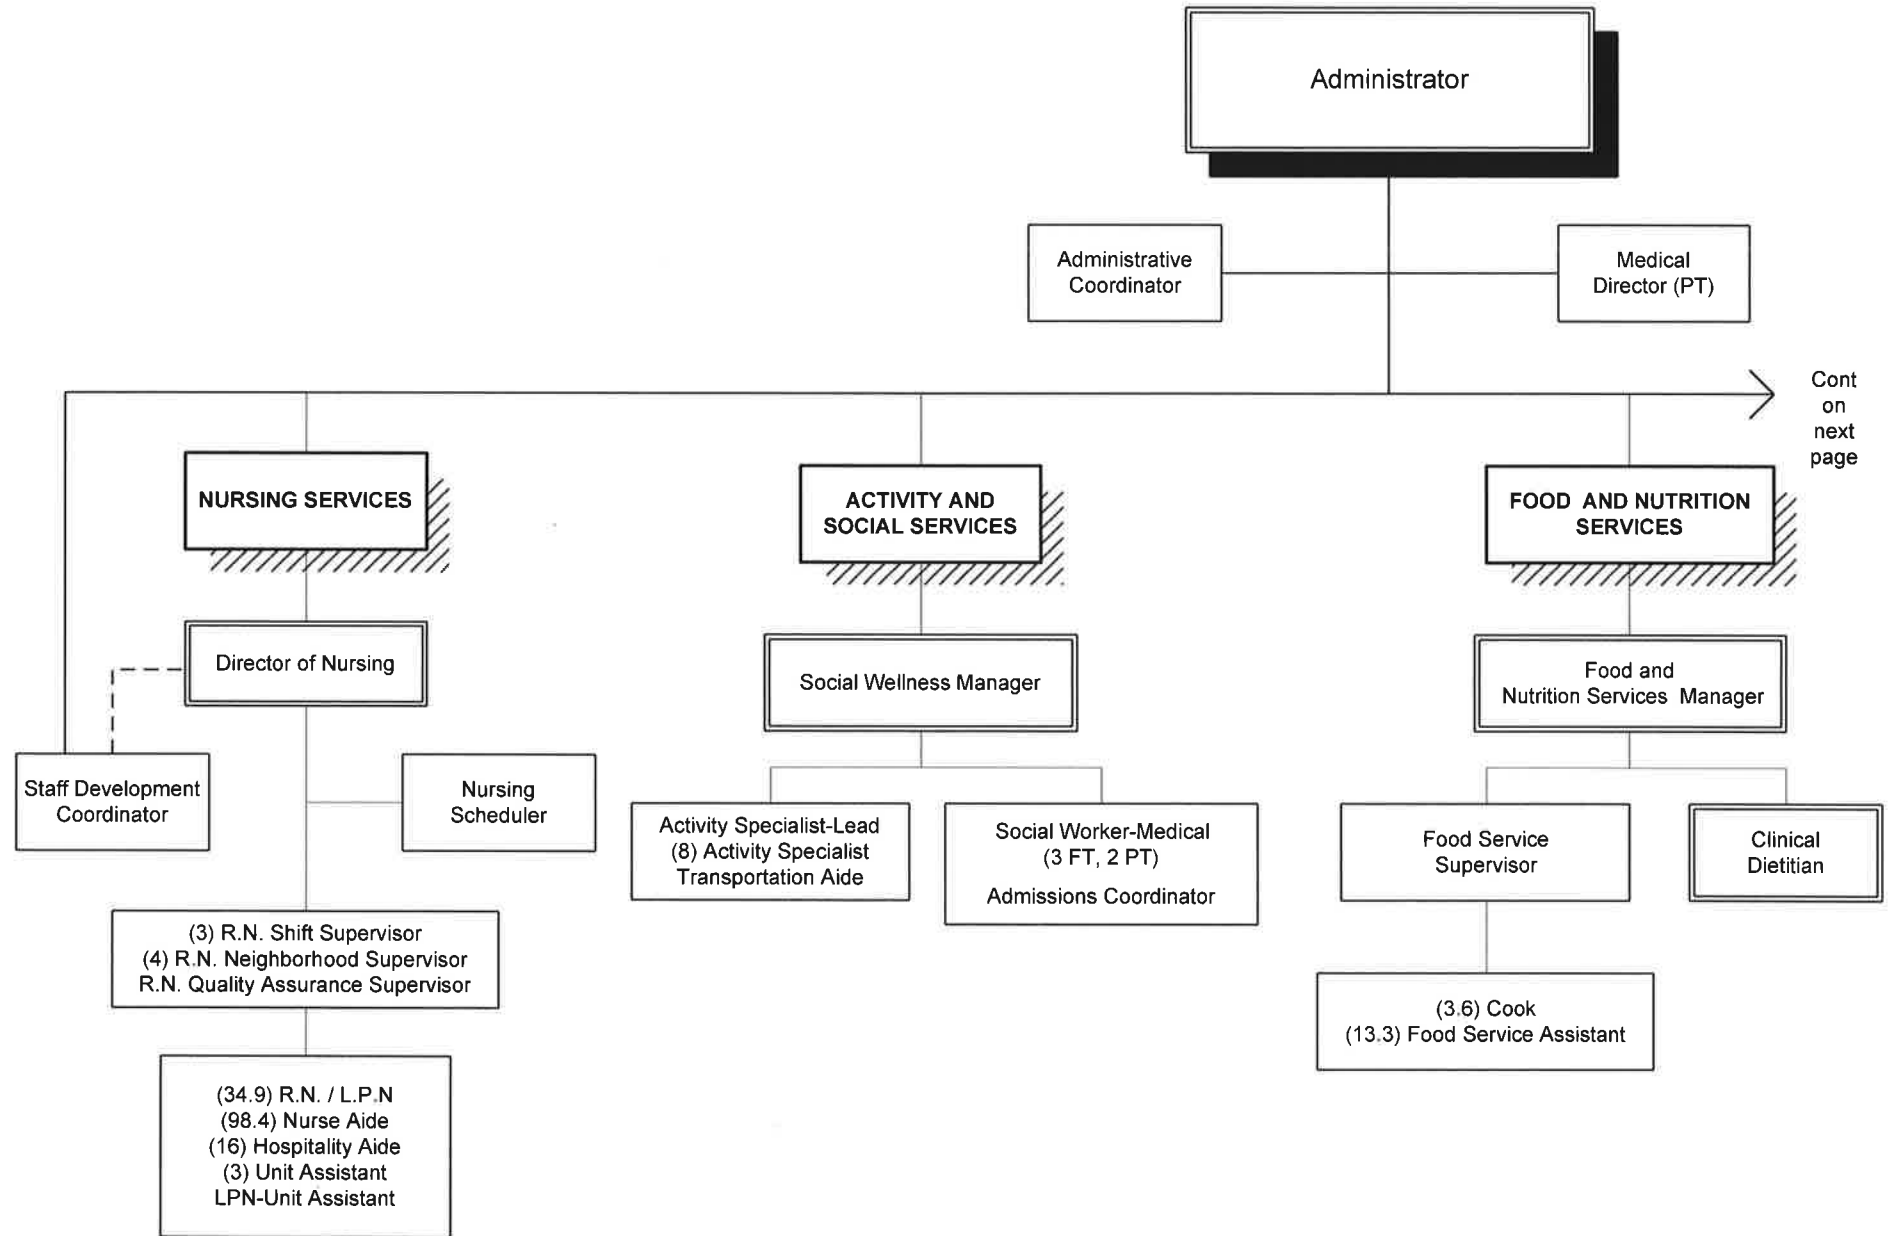 Administrator
Administrative
Coordinator
Medical
Director (PT)
Cont
on
next
page
NURSING SERVICES
ACTIVITY AND
SOCIAL SERVICES
FOOD AND NUTRITION
SERVICES
Director of Nursing
Social Wellness Manager
Food and
Nutrition Services Manager
Staff Development
Coordinator
Nursing
Scheduler
Activity Specialist-Lead
(8) Activity Specialist
Transportation Aide
Social Worker-Medical
(3 FT, 2 PT)
Admissions Coordinator
Food Service
Supervisor
Clinical
Dietitian
(3) R.N. Shift Supervisor
(4) R.N. Neighborhood Supervisor
R.N. Quality Assurance Supervisor
(3.6) Cook
(13.3) Food Service Assistant
(34.9) R.N. / L.P.N
(98.4) Nurse Aide
(16) Hospitality Aide
(3) Unit Assistant
LPN-Unit Assistant